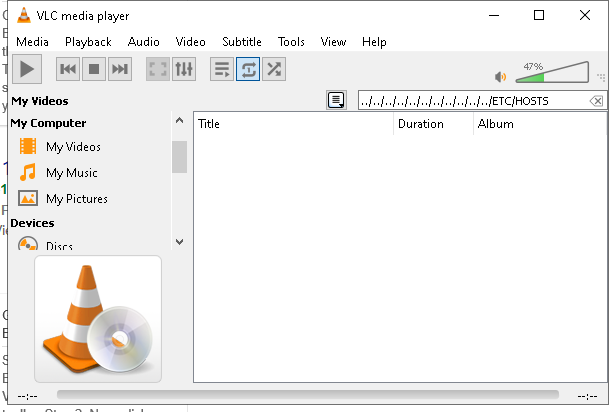 VLC media player
Media Playback Audio Video Subtitle Tools View Help
47%
My Videos
../../../../../../../../../../../ETC/HOSTS
My Computer
Title Duration Album
My Videos
My Music
My Pictures
Devices
Discs
--:-- --:--